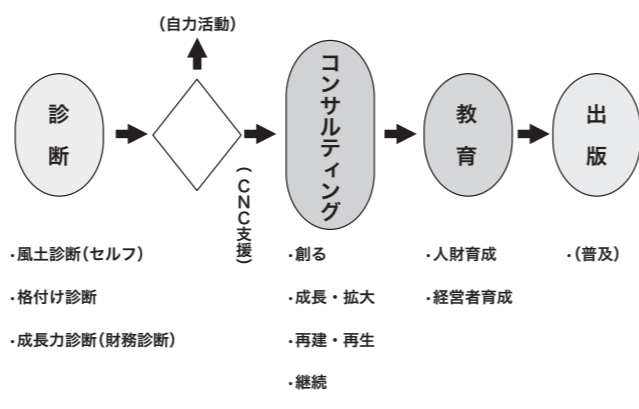 (自力活動)
診断
(CNC支援)
コンサルティング
教育
出版
・風土診断(セルフ)
・格付け診断
・成長力診断(財務診断)
・創る
・成長・拡大
・再建・再生
・継続
・人財育成
・経営者育成
・(普及)